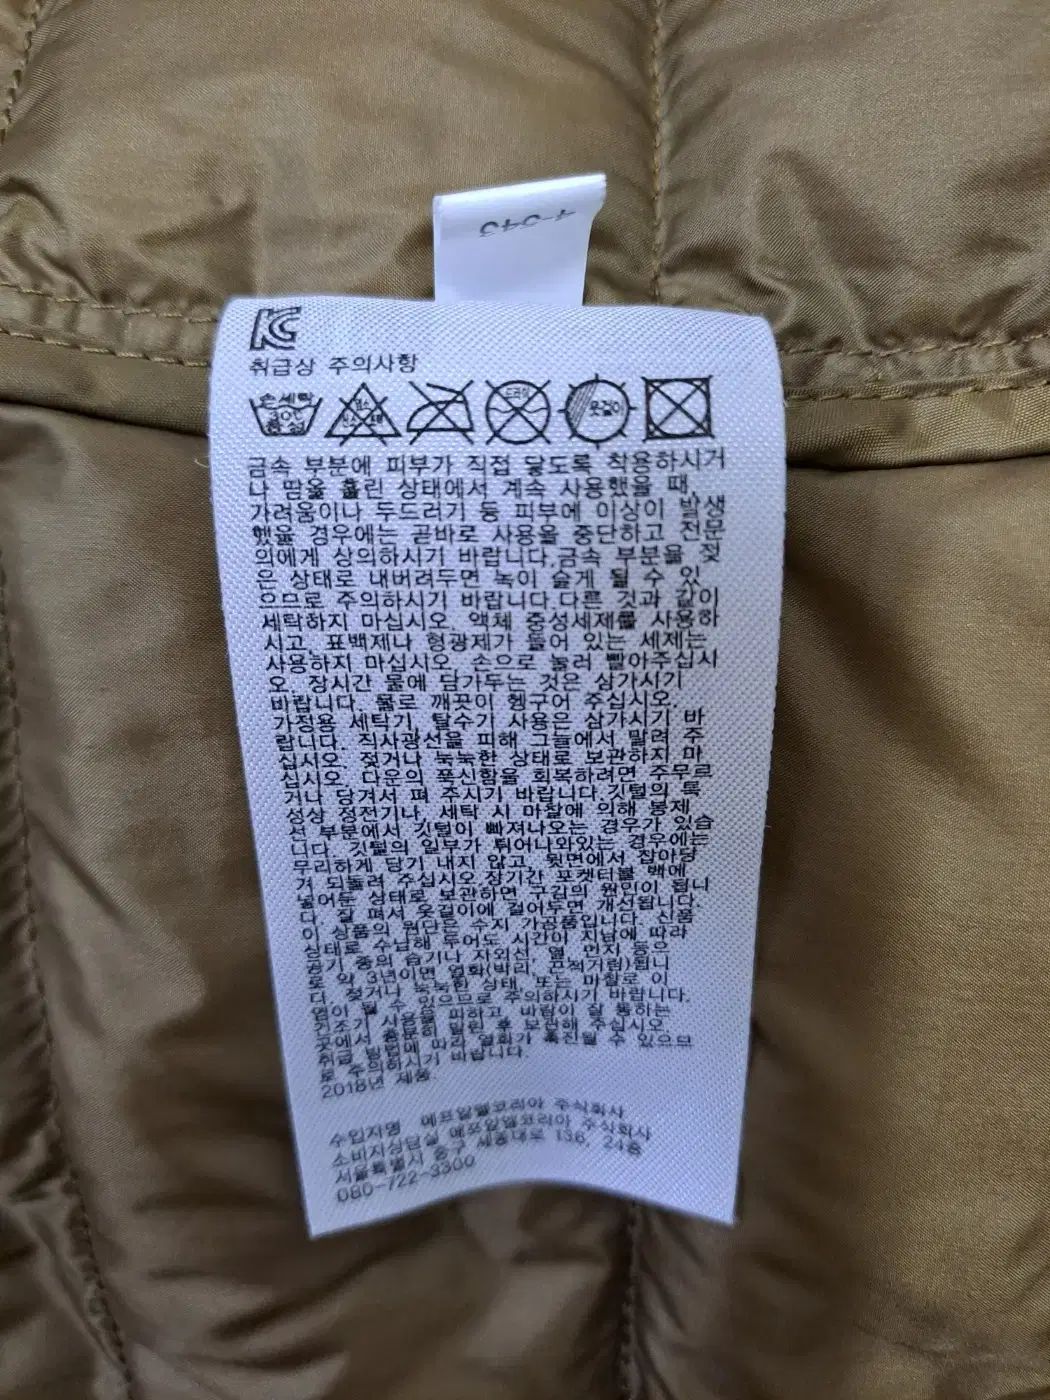 취급상 주의사항
손세탁
금속 부분에 피부가 직접 닿도록 착용하시거
나 땀을 흘린 상태에서 계속 사용했을 때,
가려움이나 두드러기 등 피부에 이상이 발생
했을 경우에는 곧바로 사용을 중단하고 전문
의에게 상의하시기 바랍니다.금속 부분을 젖
은 상태로 내버려두면 녹이 슬게 될 수 있
으므로 주의하시기 바랍니다.다른 것과 같이
세탁하지 마십시오. 액체 중성세제를 사용하
시고, 표백제나 형광제가 들어 있는 세제는
사용하지 마십시오. 손으로 눌러 빨아주십시
오. 장시간 물에 담가두는 것은 삼가시기
바랍니다. 물로 깨끗이 헹구어 주십시오.
가정용 세탁기, 탈수기 사용은 삼가시기 바
랍니다. 직사광선을 피해 그늘에서 말려 주
십시오. 젖거나 눅눅한 상태로 보관하지 마
십시오. 다운의 폭신함을 회복하려면 주무르
거나 당겨서 펴 주시기 바랍니다.깃털의 특
성상 정전기나, 세탁 시 마찰에 의해 봉제
선 부분에서 깃털이 빠져나오는 경우가 있습
니다. 깃털의 일부가 튀어나와있는 경우에는
무리하게 당기 내지 않고, 뒷면에서 잡아당
거 되돌려 주십시오.장기간 포켓터블 백에
넣어둔 상태로 보관하면 구김의 원인이 됩니
다. 잘 펴서 옷걸이에 걸어두면 개선됩니다.
이 상품의 원단은 수지 가공품입니다. 신품
상태로 수납해 두어도 시간이 지남에 따라
공기 중의 습기나 자외선, 열, 먼지 등으
로 약 3년이면 열화(박리, 끈적거림)됩니
다. 젖거나 눅눅한 상태 또는 마찰로 이
염이 될 수 있으므로 주의하시기 바랍니다.
건조기 사용을 피하고, 바람이 잘 통하는
곳에서 충분히 말린 후 보관해 주십시오.
취급 방법에 따라 열화가 촉진될 수 있으므
로 주의하시기 바랍니다.
2018년 제품.
수입자명 에프알엘코리아 주식회사
소비자상담실 에프알엘코리아 주식회사
서울특별시 중구 세종대로 136, 24층
080-722-3300